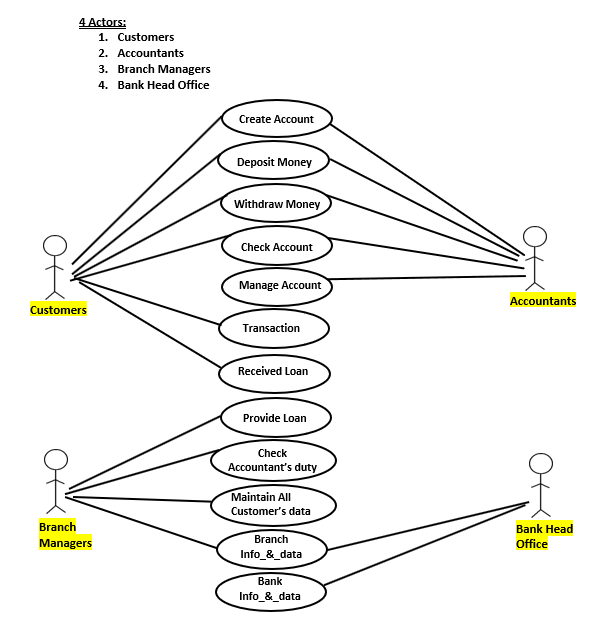 4 Actors:
1. Customers
2. Accountants
3. Branch Managers
4. Bank Head Office
Create Account
Deposit Money
Withdraw Money
Check Account
Manage Account
Customers
Accountants
Transaction
Received Loan
Provide Loan
Check
Accountant's duty
Maintain All
Customer's data
Branch
Managers
Branch
Info_&_data
Bank Head
Office
Bank
Info_&_data